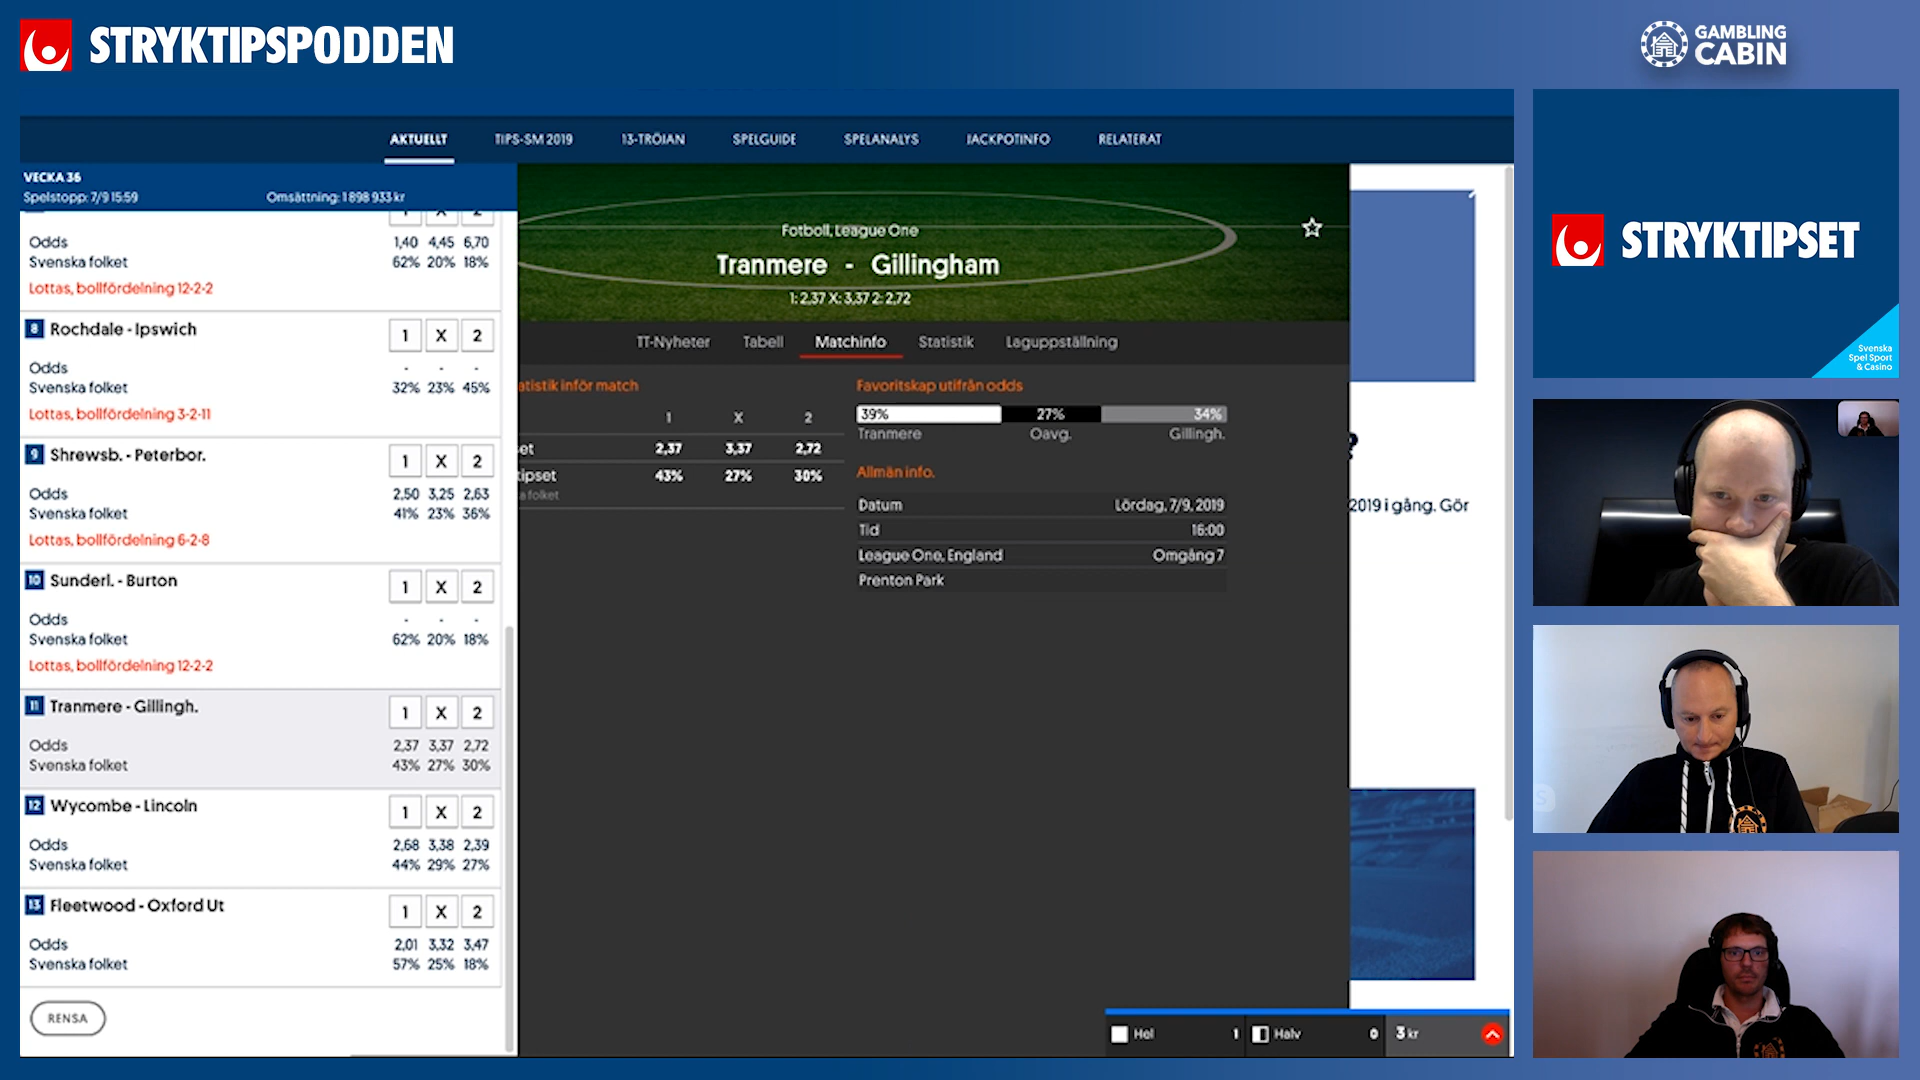 STRYKTIPSPODDEN
GAMBLING
CABIN
AKTUELLT TIPS-SM 2019 13-TRÖJAN SPELGUIDE SPELANALYS JACKPOTINFO RELATERAT
VECKA 36
Spelstopp: 7/9 15:59 Omsättning: 1 898 933 kr
1 X 2
Odds 1,40 4,45 6,70
Svenska folket 62% 20% 18%
Lottas, bollfördelning 12-2-2
8 Rochdale - Ipswich 1 X 2
Odds - - -
Svenska folket 32% 23% 45%
Lottas, bollfördelning 3-2-11
9 Shrewsb. - Peterbor. 1 X 2
Odds 2,50 3,25 2,63
Svenska folket 41% 23% 36%
Lottas, bollfördelning 6-2-8
10 Sunderl. - Burton 1 X 2
Odds - - -
Svenska folket 62% 20% 18%
Lottas, bollfördelning 12-2-2
11 Tranmere - Gillingh. 1 X 2
Odds 2,37 3,37 2,72
Svenska folket 43% 27% 30%
12 Wycombe - Lincoln 1 X 2
Odds 2,68 3,38 2,39
Svenska folket 44% 29% 27%
13 Fleetwood - Oxford Ut 1 X 2
Odds 2,01 3,32 3,47
Svenska folket 57% 25% 18%
RENSA
Fotboll, League One
Tranmere - Gillingham
1: 2,37 X: 3,37 2: 2,72
TT-Nyheter Tabell Matchinfo Statistik Laguppställning
atistik inför match
1 X 2
et 2,37 3,37 2,72
tipset 43% 27% 30%
a folket
Favoritskap utifrån odds
39% 27% 34%
Tranmere Oavg. Gillingh.
Allmän info.
Datum Lördag, 7/9, 2019
Tid 16:00
League One, England Omgång 7
Prenton Park
?
2019 i gång. Gör
Hel 1 Halv 0 3 kr
STRYKTIPSET
Svenska
Spel Sport
& Casino